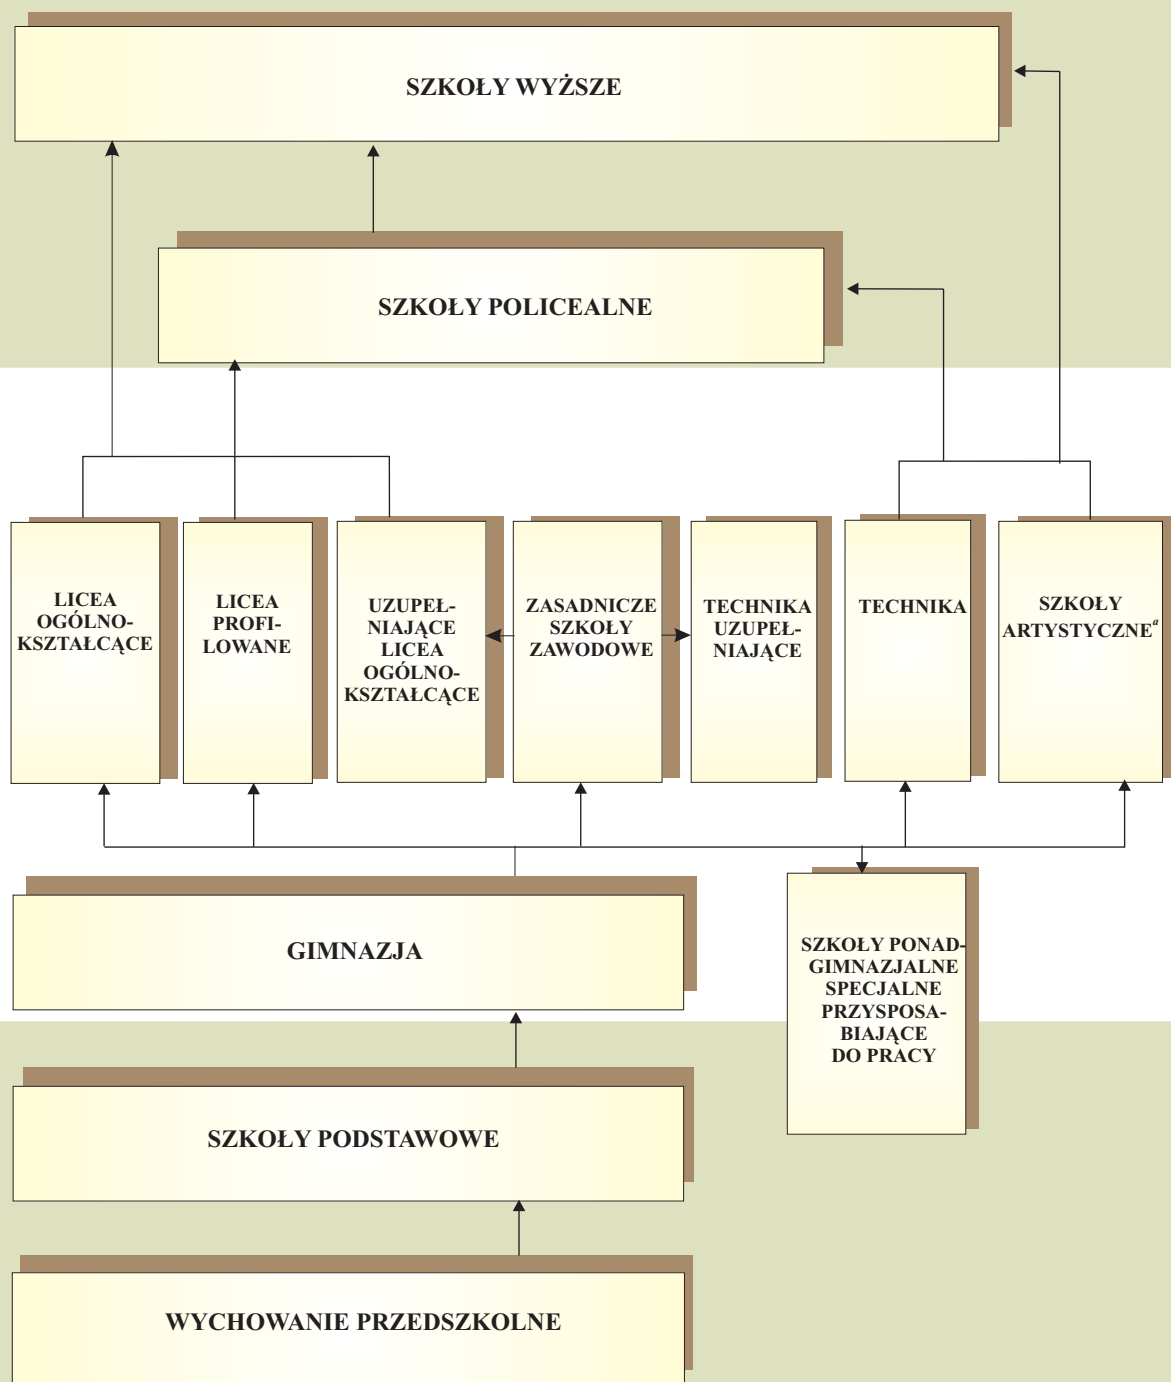 SZKOŁY WYŻSZE
SZKOŁY POLICEALNE
LICEA
OGÓLNO-
KSZTAŁCĄCE
LICEA
PROFI-
LOWANE
UZUPEŁ-
NIAJĄCE
LICEA
OGÓLNO-
KSZTAŁCĄCE
ZASADNICZE
SZKOŁY
ZAWODOWE
TECHNIKA
UZUPEŁ-
NIAJĄCE
TECHNIKA
SZKOŁY
ARTYSTYCZNEᵃ
GIMNAZJA
SZKOŁY PONAD-
GIMNAZJALNE
SPECJALNE
PRZYSPOSA-
BIAJĄCE
DO PRACY
SZKOŁY PODSTAWOWE
WYCHOWANIE PRZEDSZKOLNE